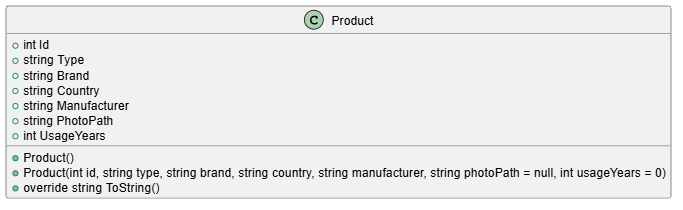 C Product
int Id
string Type
string Brand
string Country
string Manufacturer
string PhotoPath
int UsageYears
Product()
Product(int id, string type, string brand, string country, string manufacturer, string photoPath = null, int usageYears = 0)
override string ToString()